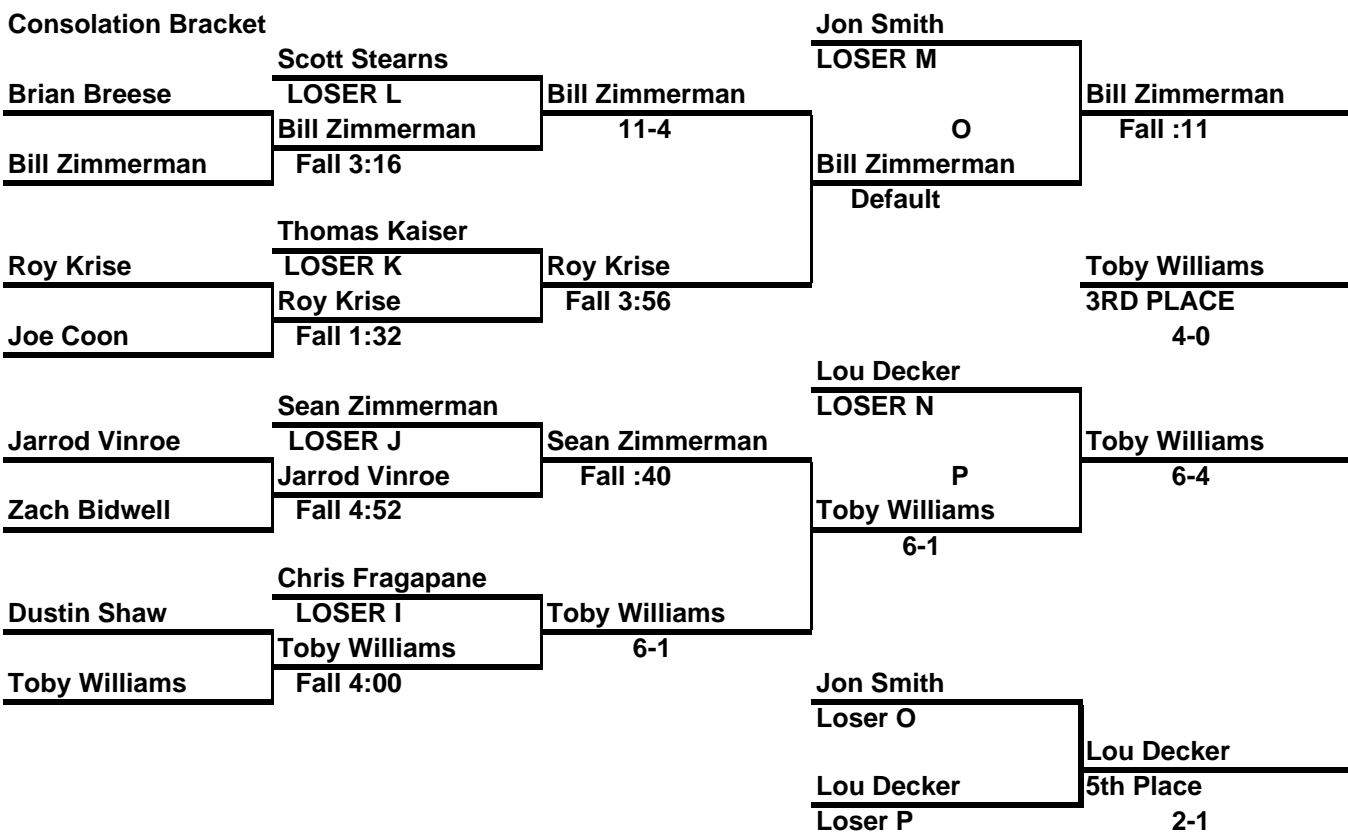 Consolation Bracket Jon Smith
Scott Stearns LOSER M
Brian Breese LOSER L Bill Zimmerman Bill Zimmerman
Bill Zimmerman 11-4 O Fall :11
Bill Zimmerman Fall 3:16 Bill Zimmerman
Default
Thomas Kaiser
Roy Krise LOSER K Roy Krise Toby Williams
Roy Krise Fall 3:56 3RD PLACE
Joe Coon Fall 1:32 4-0
Lou Decker
Sean Zimmerman LOSER N
Jarrod Vinroe LOSER J Sean Zimmerman Toby Williams
Jarrod Vinroe Fall :40 P 6-4
Zach Bidwell Fall 4:52 Toby Williams
6-1
Chris Fragapane
Dustin Shaw LOSER I Toby Williams
Toby Williams 6-1
Toby Williams Fall 4:00 Jon Smith
Loser O
Lou Decker
Lou Decker 5th Place
Loser P 2-1